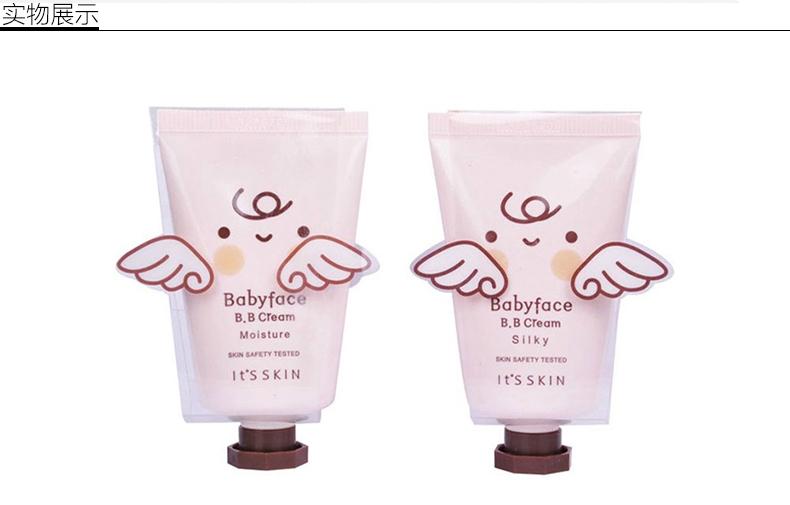 实物展示
Babyface
B.B Cream
Moisture
SKIN SAFETY TESTED
It'S SKIN
Babyface
B.B Cream
Silky
SKIN SAFETY TESTED
It'S SKIN